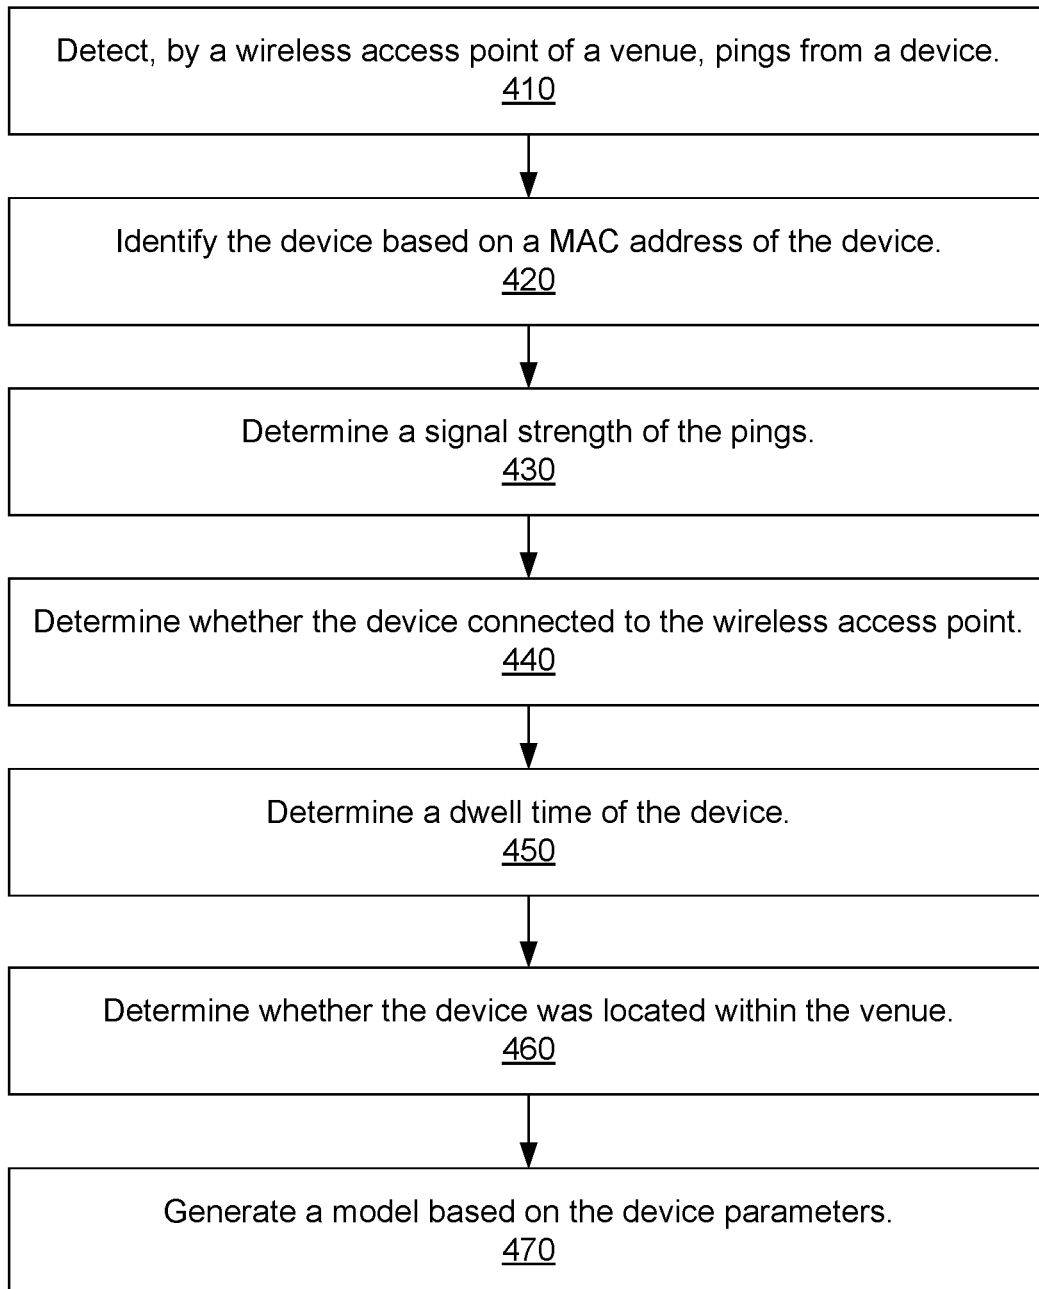 Detect, by a wireless access point of a venue, pings from a device.
410
Identify the device based on a MAC address of the device.
420
Determine a signal strength of the pings.
430
Determine whether the device connected to the wireless access point.
440
Determine a dwell time of the device.
450
Determine whether the device was located within the venue.
460
Generate a model based on the device parameters.
470